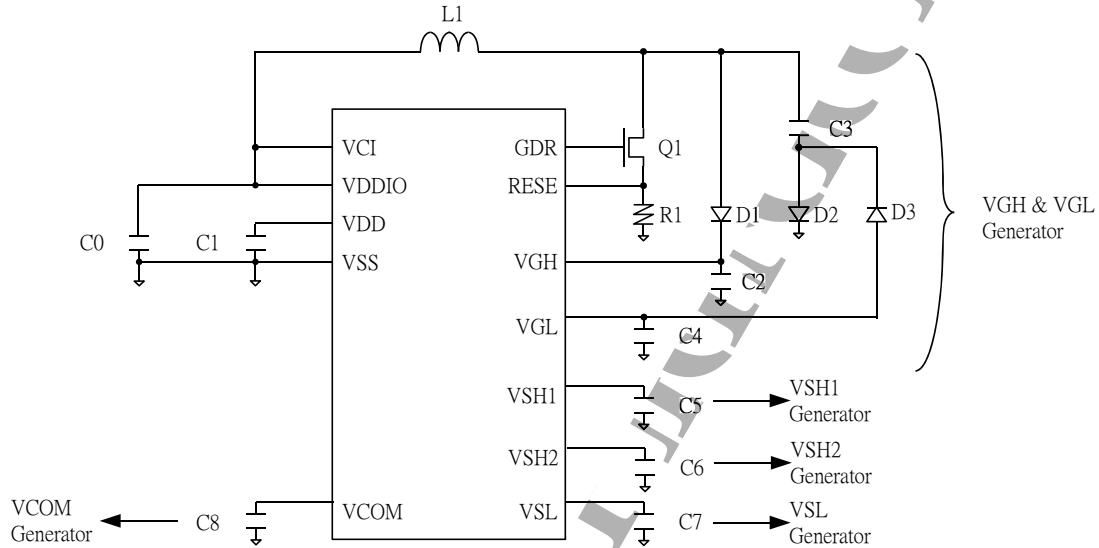 L1
C3
VCI
GDR
Q1
VDDIO
RESE
R1
D1
D2
D3
VGH & VGL
Generator
C0
C1
VDD
VSS
VGH
C2
VGL
C4
VSH1
C5
VSH1
Generator
VSH2
C6
VSH2
Generator
VCOM
Generator
C8
VCOM
VSL
C7
VSL
Generator